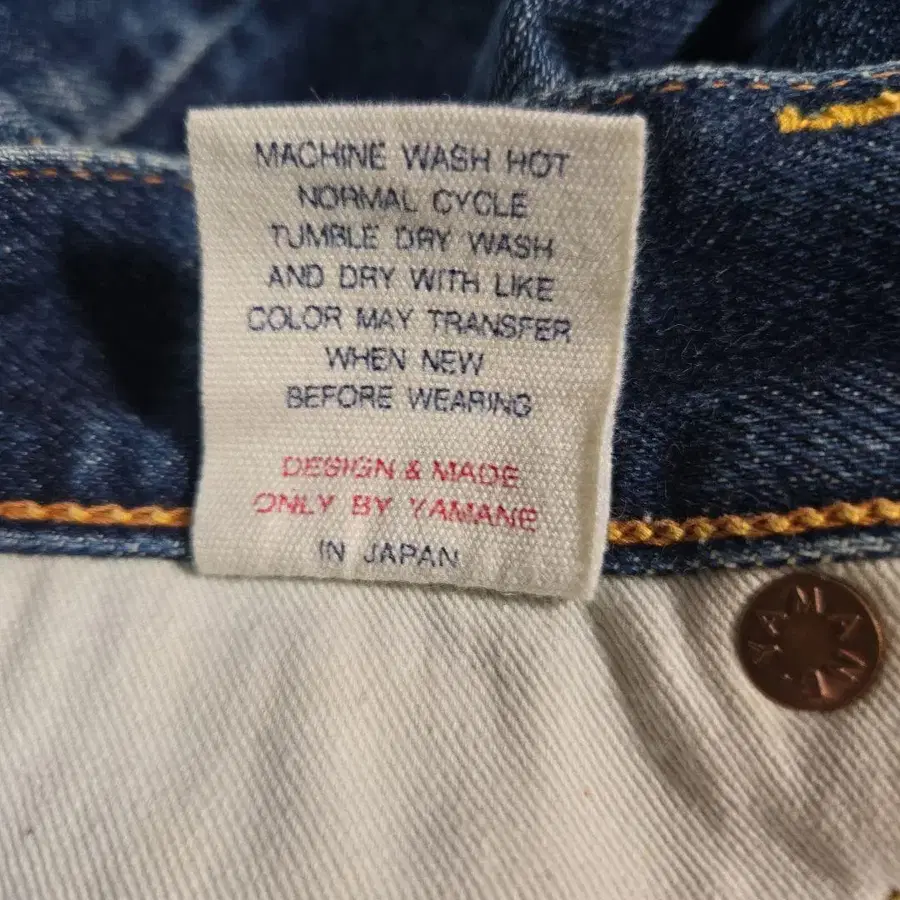 MACHINE WASH HOT
NORMAL CYCLE
TUMBLE DRY WASH
AND DRY WITH LIKE
COLOR MAY TRANSFER
WHEN NEW
BEFORE WEARING
DESIGN & MADE
ONLY BY YAMANE
IN JAPAN
YAMANE